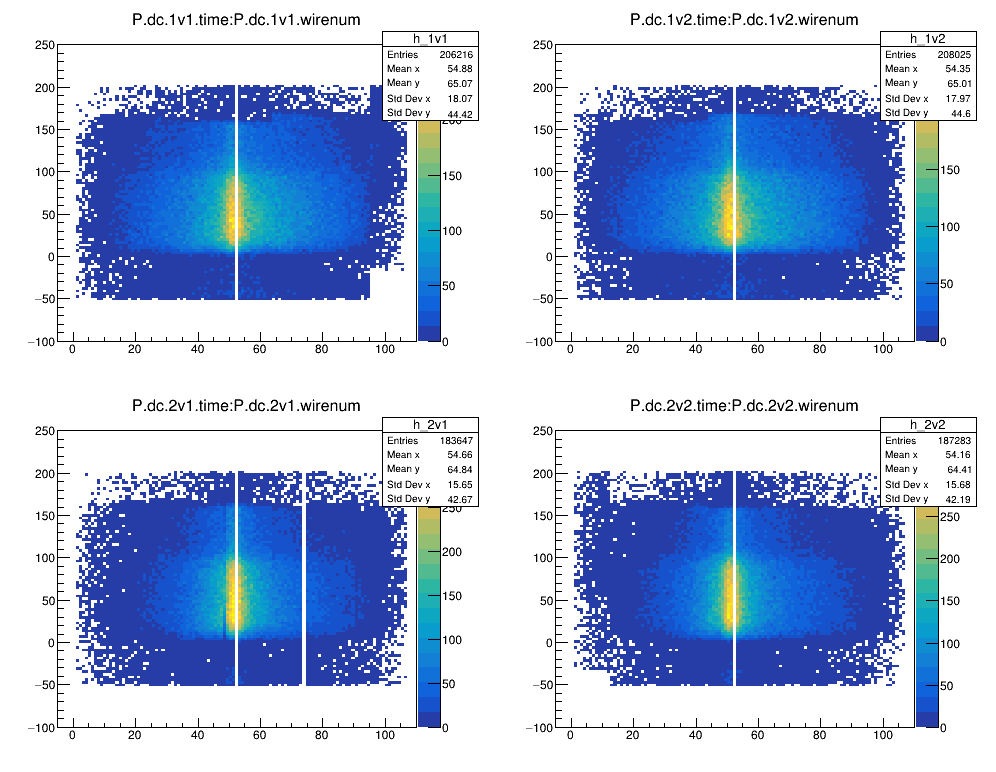 P.dc.1v1.time:P.dc.1v1.wirenum
h_1v1
Entries 206216
Mean x 54.88
Mean y 65.07
Std Dev x 18.07
Std Dev y 44.42
250
200
150
100
50
0
−50
−100
0 20 40 60 80 100
200
150
100
50
0
P.dc.1v2.time:P.dc.1v2.wirenum
h_1v2
Entries 208025
Mean x 54.35
Mean y 65.01
Std Dev x 17.97
Std Dev y 44.6
250
200
150
100
50
0
−50
−100
0 20 40 60 80 100
150
100
50
0
P.dc.2v1.time:P.dc.2v1.wirenum
h_2v1
Entries 183647
Mean x 54.66
Mean y 64.84
Std Dev x 15.65
Std Dev y 42.67
250
200
150
100
50
0
−50
−100
0 20 40 60 80 100
250
200
150
100
50
0
P.dc.2v2.time:P.dc.2v2.wirenum
h_2v2
Entries 187283
Mean x 54.16
Mean y 64.41
Std Dev x 15.68
Std Dev y 42.19
250
200
150
100
50
0
−50
−100
0 20 40 60 80 100
250
200
150
100
50
0